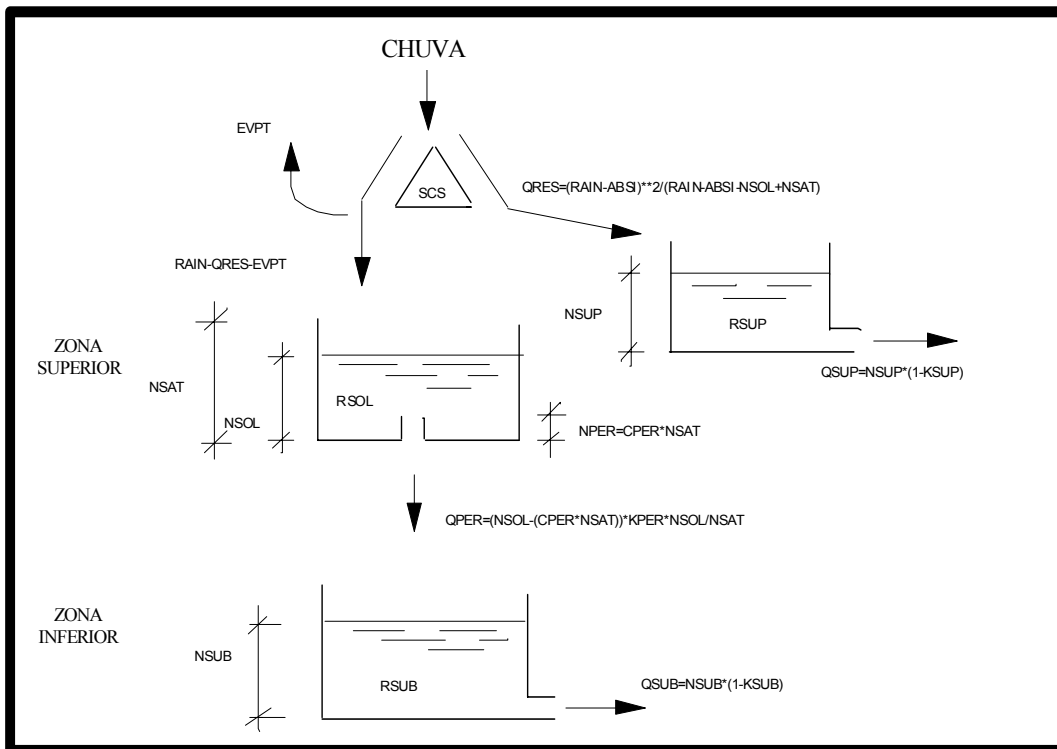 CHUVA
EVPT
SCS
QRES=(RAIN-ABSI)**2/(RAIN-ABSI-NSOL+NSAT)
RAIN-QRES-EVPT
NSUP
RSUP
ZONA
SUPERIOR
NSAT
NSOL
RSOL
QSUP=NSUP*(1-KSUP)
NPER=CPER*NSAT
QPER=(NSOL-(CPER*NSAT))*KPER*NSOL/NSAT
ZONA
INFERIOR
NSUB
RSUB
QSUB=NSUB*(1-KSUB)